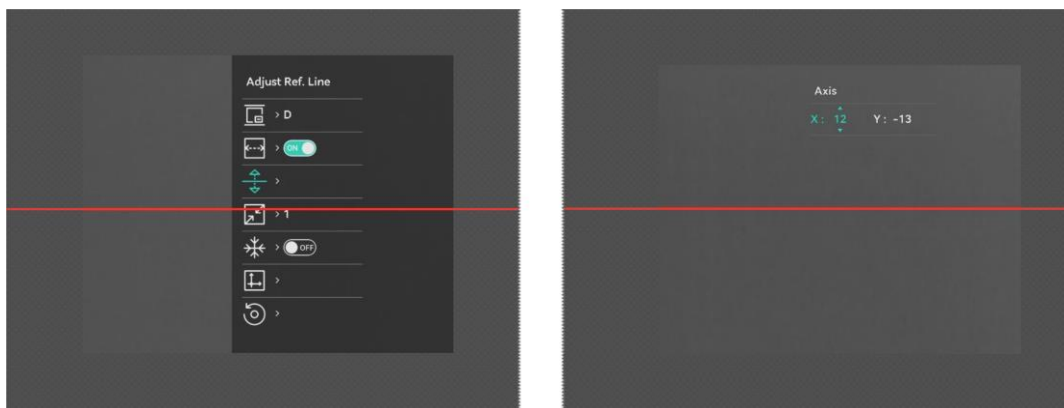 Adjust Ref. Line
> D
> ON
>
> 1
> OFF
>
>
Axis
X : 12 Y : -13